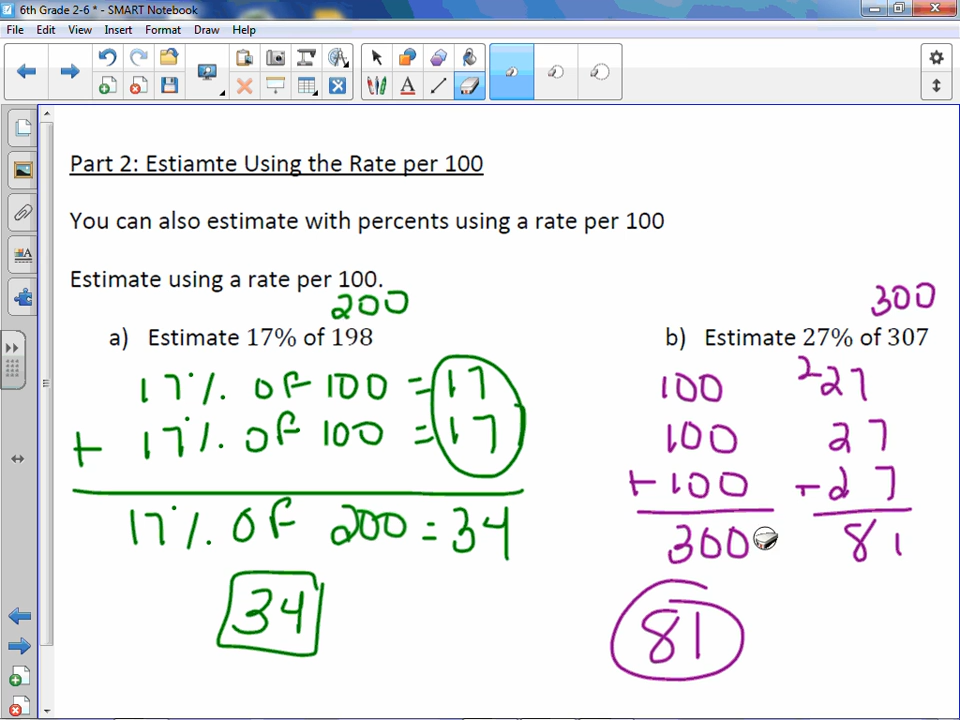 6th Grade 2-6 * - SMART Notebook
File Edit View Insert Format Draw Help
Part 2: Estiamte Using the Rate per 100
You can also estimate with percents using a rate per 100
Estimate using a rate per 100.
200 300
a) Estimate 17% of 198 b) Estimate 27% of 307
17% OF 100 = 17
+ 17% OF 100 = 17
17% OF 200 = 34
34
100 2 27
100 27
+ 100 - 27
300 81
81